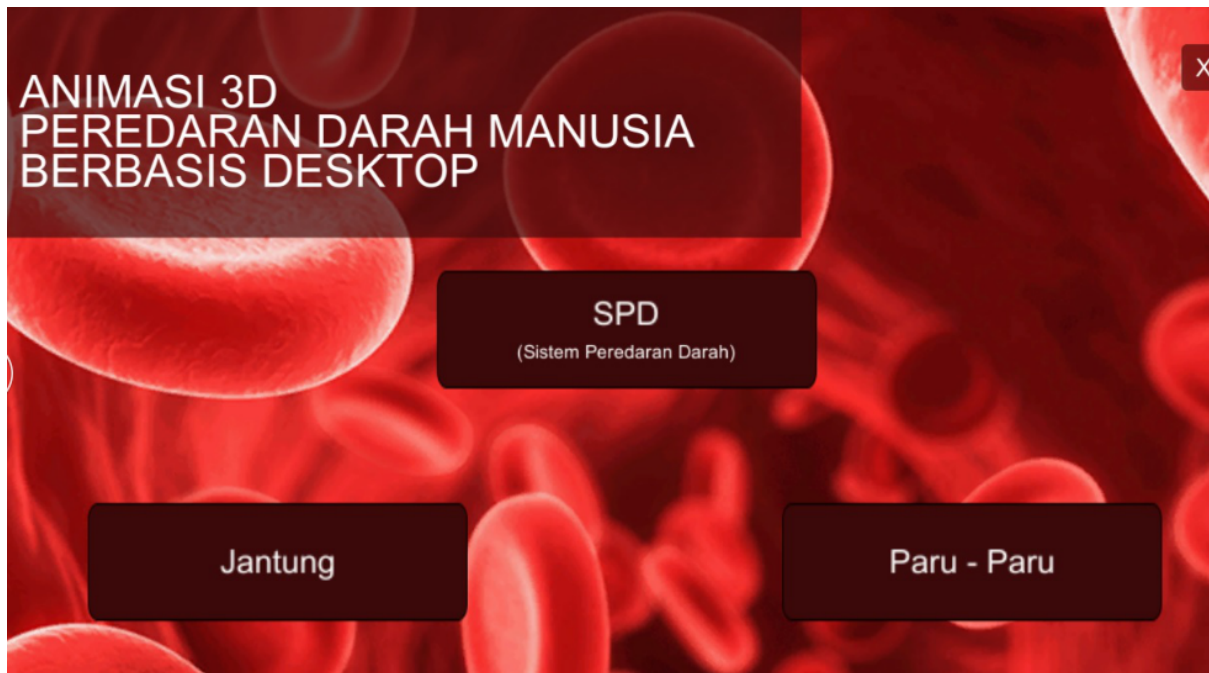 ANIMASI 3D
PEREDARAN DARAH MANUSIA
BERBASIS DESKTOP
X
SPD
(Sistem Peredaran Darah)
Jantung
Paru - Paru